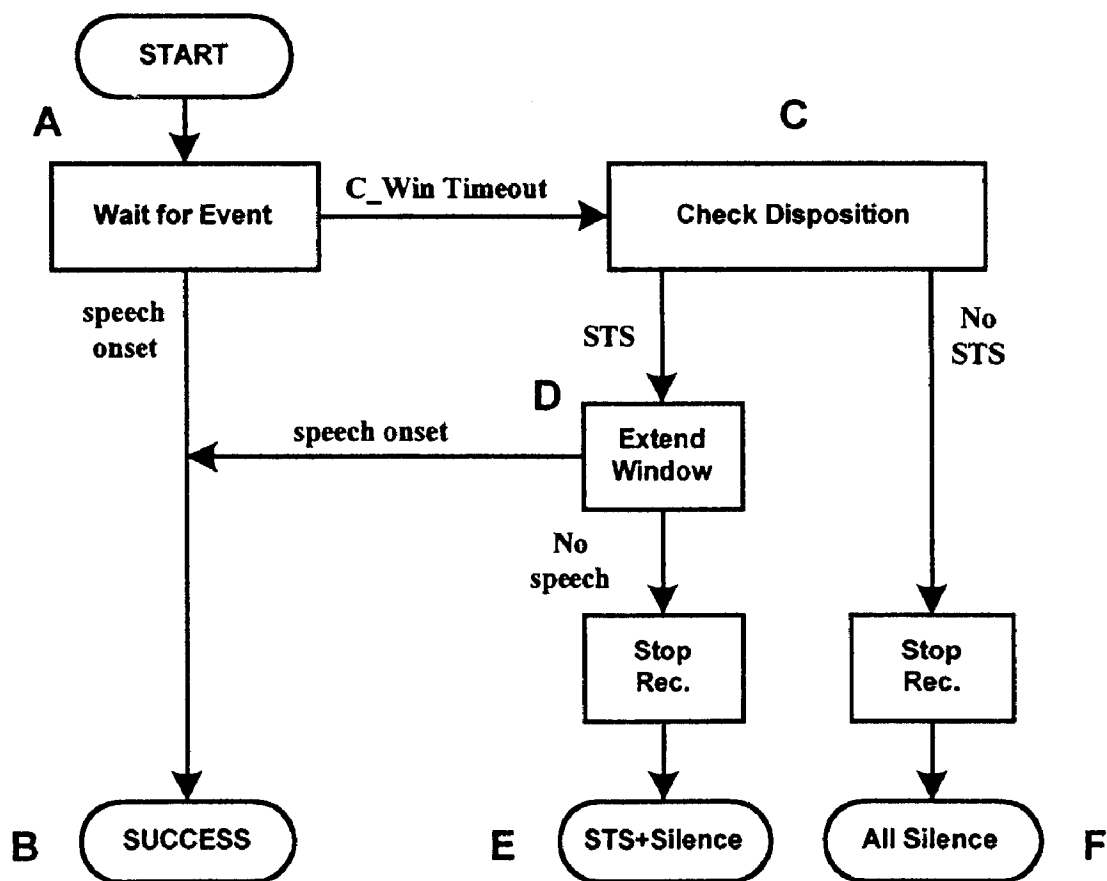 START
A
C
Wait for Event
C_Win Timeout
Check Disposition
speech
onset
STS
No
STS
D
speech onset
Extend
Window
No
speech
Stop
Rec.
Stop
Rec.
B
SUCCESS
E
STS+Silence
All Silence
F